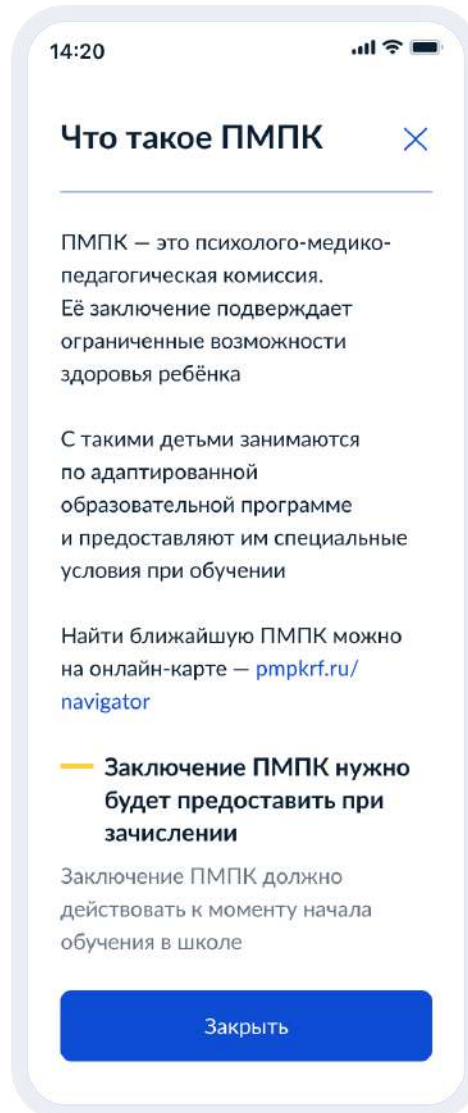 14:20
Что такое ПМПК
ПМПК — это психолого-медико-
педагогическая комиссия.
Её заключение подтверждает
ограниченные возможности
здоровья ребёнка
С такими детьми занимаются
по адаптированной
образовательной программе
и предоставляют им специальные
условия при обучении
Найти ближайшую ПМПК можно
на онлайн-карте — pmpkrf.ru/
navigator
Заключение ПМПК нужно
будет предоставить при
зачислении
Заключение ПМПК должно
действовать к моменту начала
обучения в школе
Закрыть